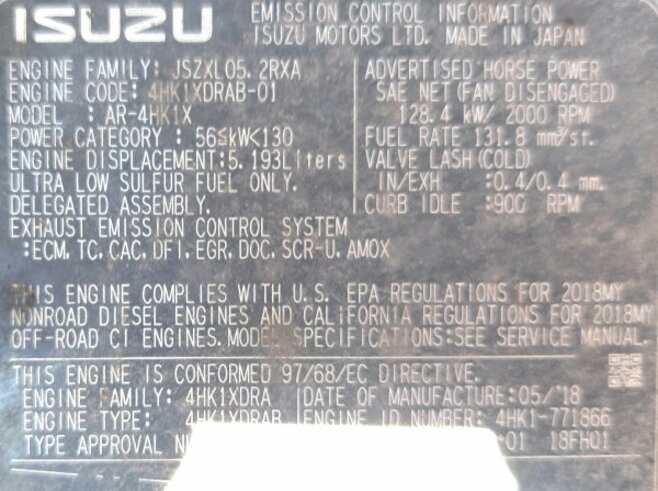 ISUZU
EMISSION CONTROL INFORMATION
ISUZU MOTORS LTD. MADE IN JAPAN
ENGINE FAMILY: JSZXL05.2RXA
ENGINE CODE: 4HK1XDRAB-01
MODEL : AR-4HK1X
POWER CATEGORY : 56≤kW<130
ENGINE DISPLACEMENT:5.193Liters
ULTRA LOW SULFUR FUEL ONLY.
DELEGATED ASSEMBLY.
EXHAUST EMISSION CONTROL SYSTEM
:ECM,TC,CAC,DFI,EGR,DOC,SCR-U,AMOX
ADVERTISED HORSE POWER
SAE NET(FAN DISENGAGED)
128.4 kW/ 2000 RPM
FUEL RATE 131.8 mm³/st.
VALVE LASH(COLD)
IN/EXH :0.4/0.4 mm.
CURB IDLE :900 RPM
THIS ENGINE COMPLIES WITH U.S. EPA REGULATIONS FOR 2018MY
NONROAD DIESEL ENGINES AND CALIFORNIA REGULATIONS FOR 2018MY
OFF-ROAD CI ENGINES.MODEL SPECIFICATIONS:SEE SERVICE MANUAL.
THIS ENGINE IS CONFORMED 97/68/EC DIRECTIVE.
ENGINE FAMILY: 4HK1XDRA DATE OF MANUFACTURE:05/'18
ENGINE TYPE: 4HK1XDRAB ENGINE ID NUMBER: 4HK1-771866
TYPE APPROVAL -01 18FH01